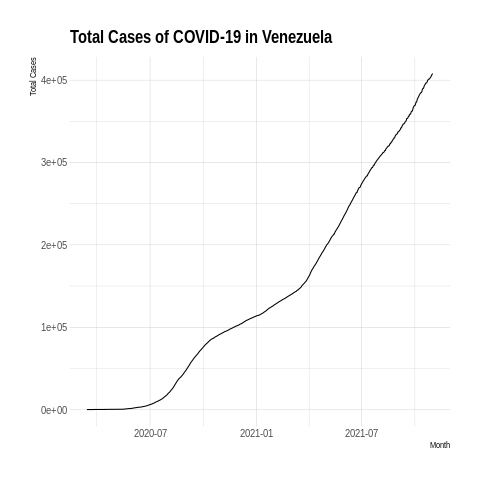 Total Cases of COVID-19 in Venezuela
Total Cases
4e+05
3e+05
2e+05
1e+05
0e+00
2020-07 2021-01 2021-07
Month